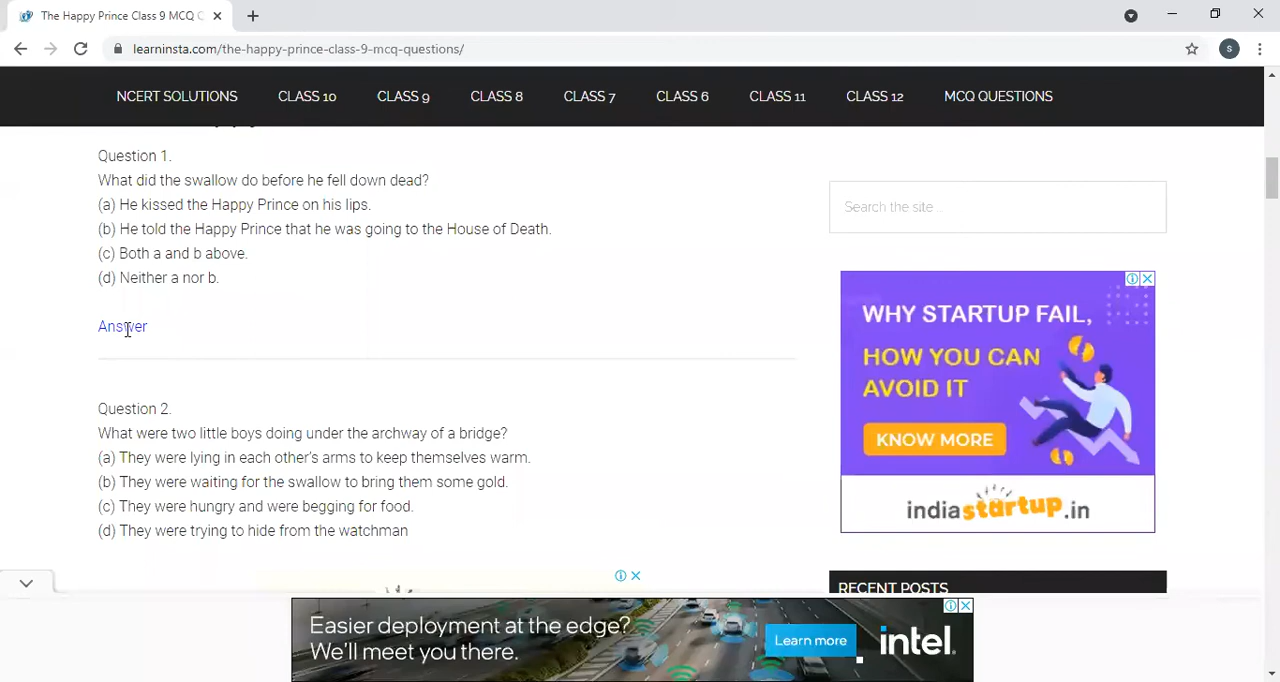 The Happy Prince Class 9 MCQ
learninsta.com/the-happy-prince-class-9-mcq-questions/
S
NCERT SOLUTIONS CLASS 10 CLASS 9 CLASS 8 CLASS 7 CLASS 6 CLASS 11 CLASS 12 MCQ QUESTIONS
Question 1.
What did the swallow do before he fell down dead?
(a) He kissed the Happy Prince on his lips.
(b) He told the Happy Prince that he was going to the House of Death.
(c) Both a and b above.
(d) Neither a nor b.
Answer
Question 2.
What were two little boys doing under the archway of a bridge?
(a) They were lying in each other's arms to keep themselves warm.
(b) They were waiting for the swallow to bring them some gold.
(c) They were hungry and were begging for food.
(d) They were trying to hide from the watchman
Search the site ...
WHY STARTUP FAIL,
HOW YOU CAN
AVOID IT
KNOW MORE
indiastartup.in
RECENT POSTS
Easier deployment at the edge?
We'll meet you there.
Learn more
intel.